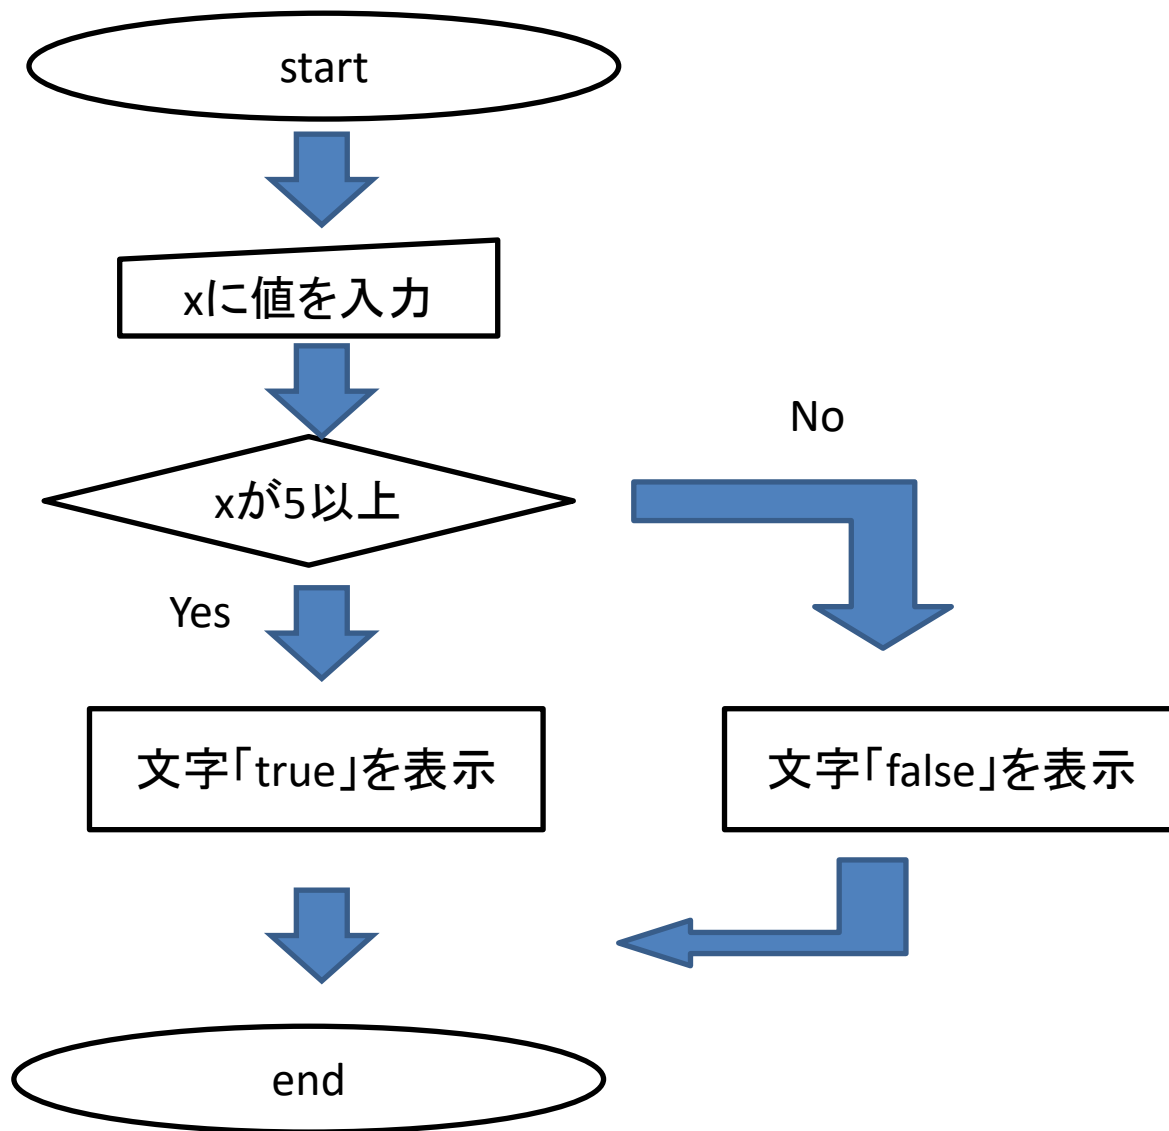 start
xに値を入力
No
xが5以上
Yes
文字「true」を表示
文字「false」を表示
end